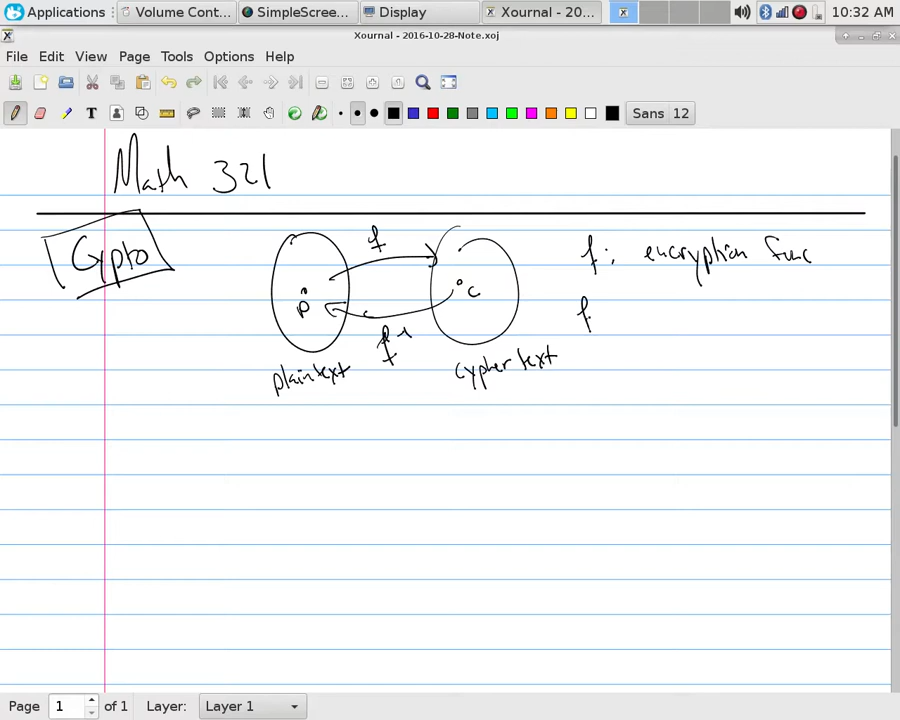 Applications Volume Cont... SimpleScree... Display Xournal - 20... 10:32 AM
Xournal - 2016-10-28-Note.xoj
File Edit View Page Tools Options Help
T Sans 12
Math 321
Crypto
f f: encryption func
p c
f⁻¹ f
plaintext cyphertext
Page 1 of 1 Layer: Layer 1